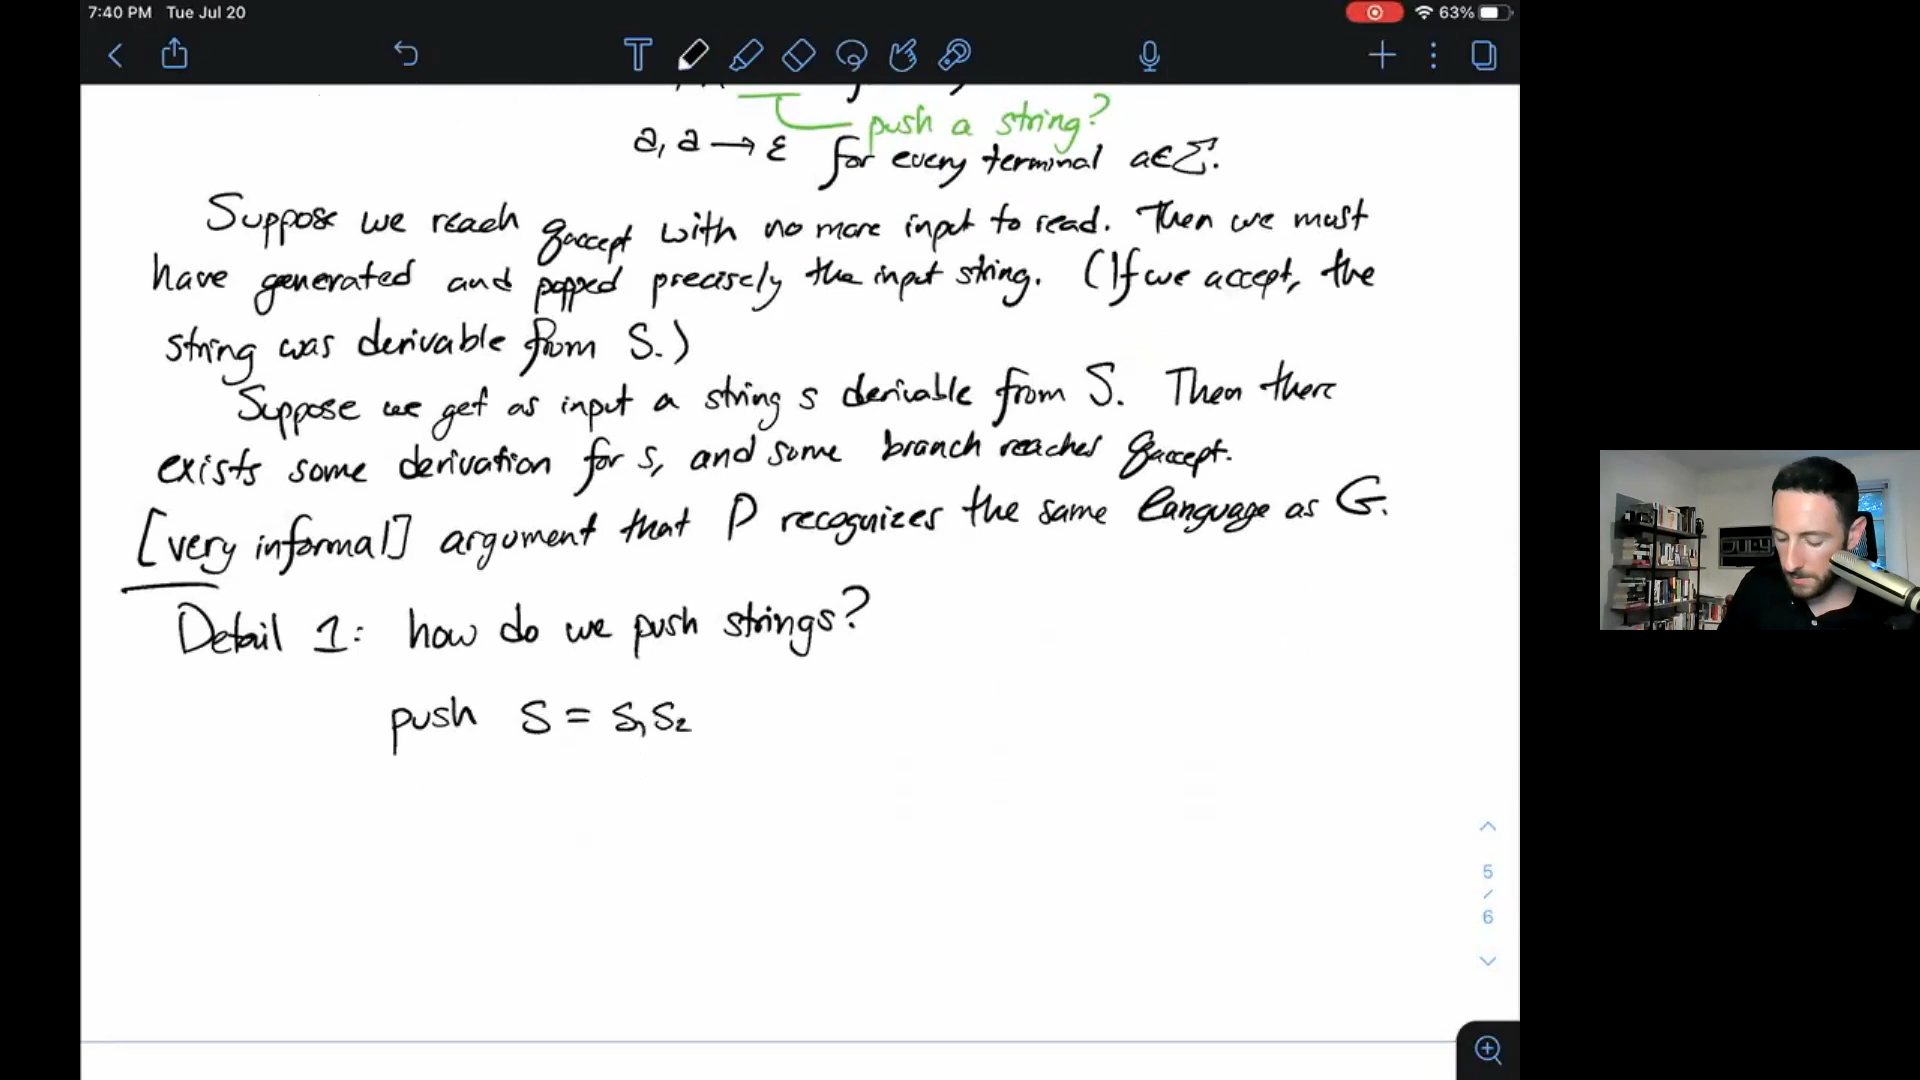 7:40 PM Tue Jul 20
63%
push a string?
a, a → ε for every terminal a∈Σ.
Suppose we reach qaccept with no more input to read. Then we must
have generated and popped precisely the input string. (If we accept, the
string was derivable from S.)
Suppose we get as input a string s derivable from S. Then there
exists some derivation for s, and some branch reaches qaccept.
[very informal] argument that P recognizes the same language as G.
Detail 1: how do we push strings?
push S = S₁S₂
5
/
6